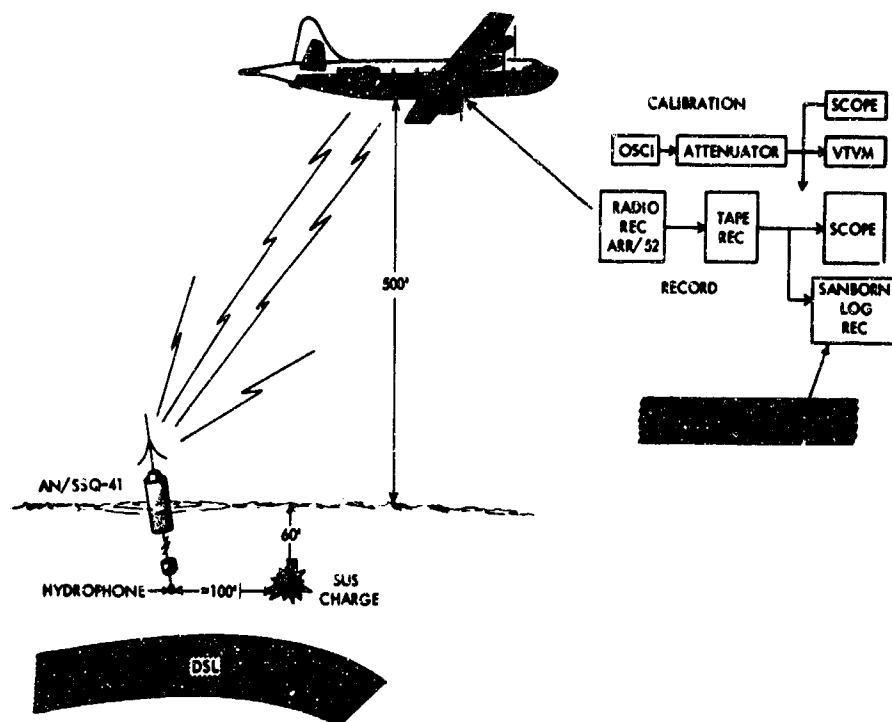 CALIBRATION
SCOPE
OSCI
ATTENUATOR
VTVM
RADIO
REC
ARR/52
TAPE
REC
SCOPE
RECORD
SANBORN
LOG
REC
500'
AN/SSQ-41
60'
HYDROPHONE
≈100'
SUS
CHARGE
DSL